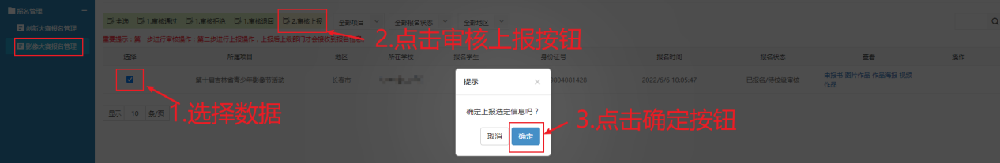 报名管理
创新大赛报名管理
影像大赛报名管理
全选 1.审核通过 1.审核拒绝 1.审核退回 2.审核上报 全部项目 全部报名状态 全部地区
重要提示：第一步进行审核操作；第二步进行上报操作，上报后上级部门才会接收到报名信息。
2.点击审核上报按钮
选择 所属项目 地区 所在学校 报名学生 身份证号 报名时间 报名状态 查看 操作
第十届吉林省青少年影像节活动 长春市 9804081428 2022/6/6 10:05:47 已报名/待校级审核 申报书 图片作品 作品海报 视频
作品
1.选择数据
显示 10 条/页
提示
确定上报选定信息吗？
取消 确定
3.点击确定按钮